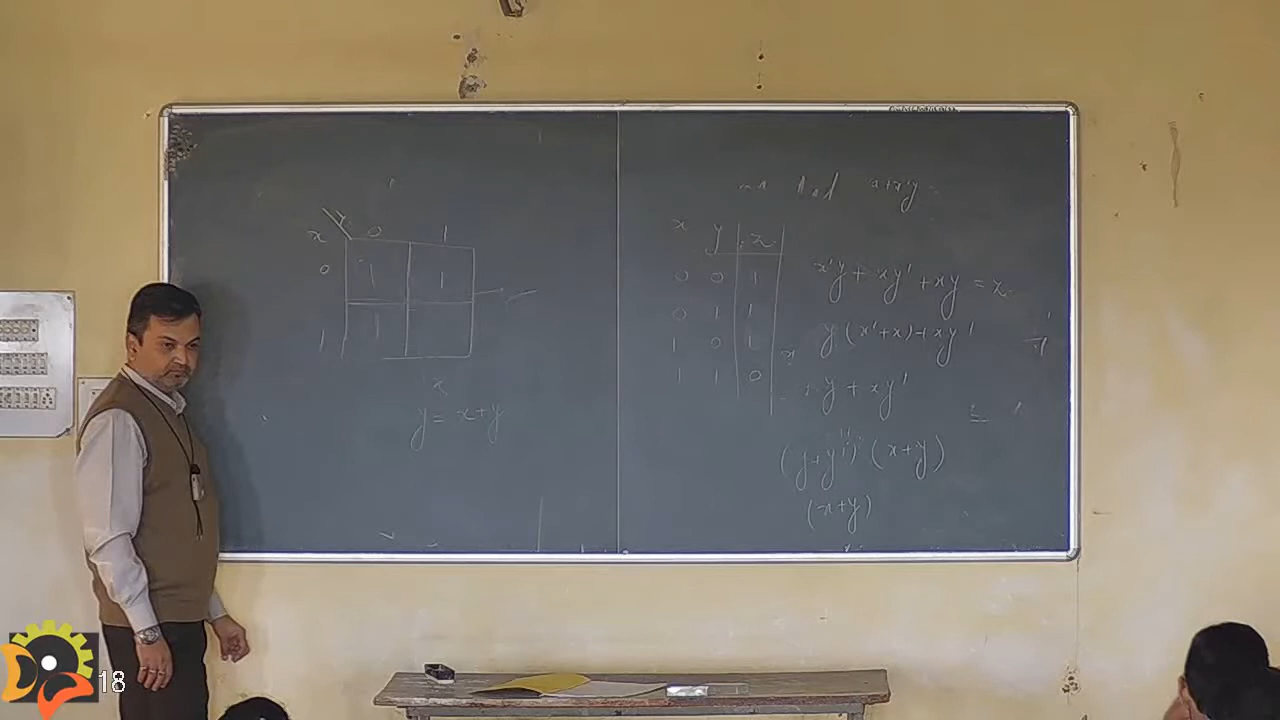 y
x 0 1
0 1 1
1 1
y = x+y
x+x'y
x y z
0 0 1
0 1 1
1 0 1
1 1 0
x'y + xy' + xy = z
y(x'+x)+xy'
y + xy'
(y+y')·(x+y)
(x+y)
18